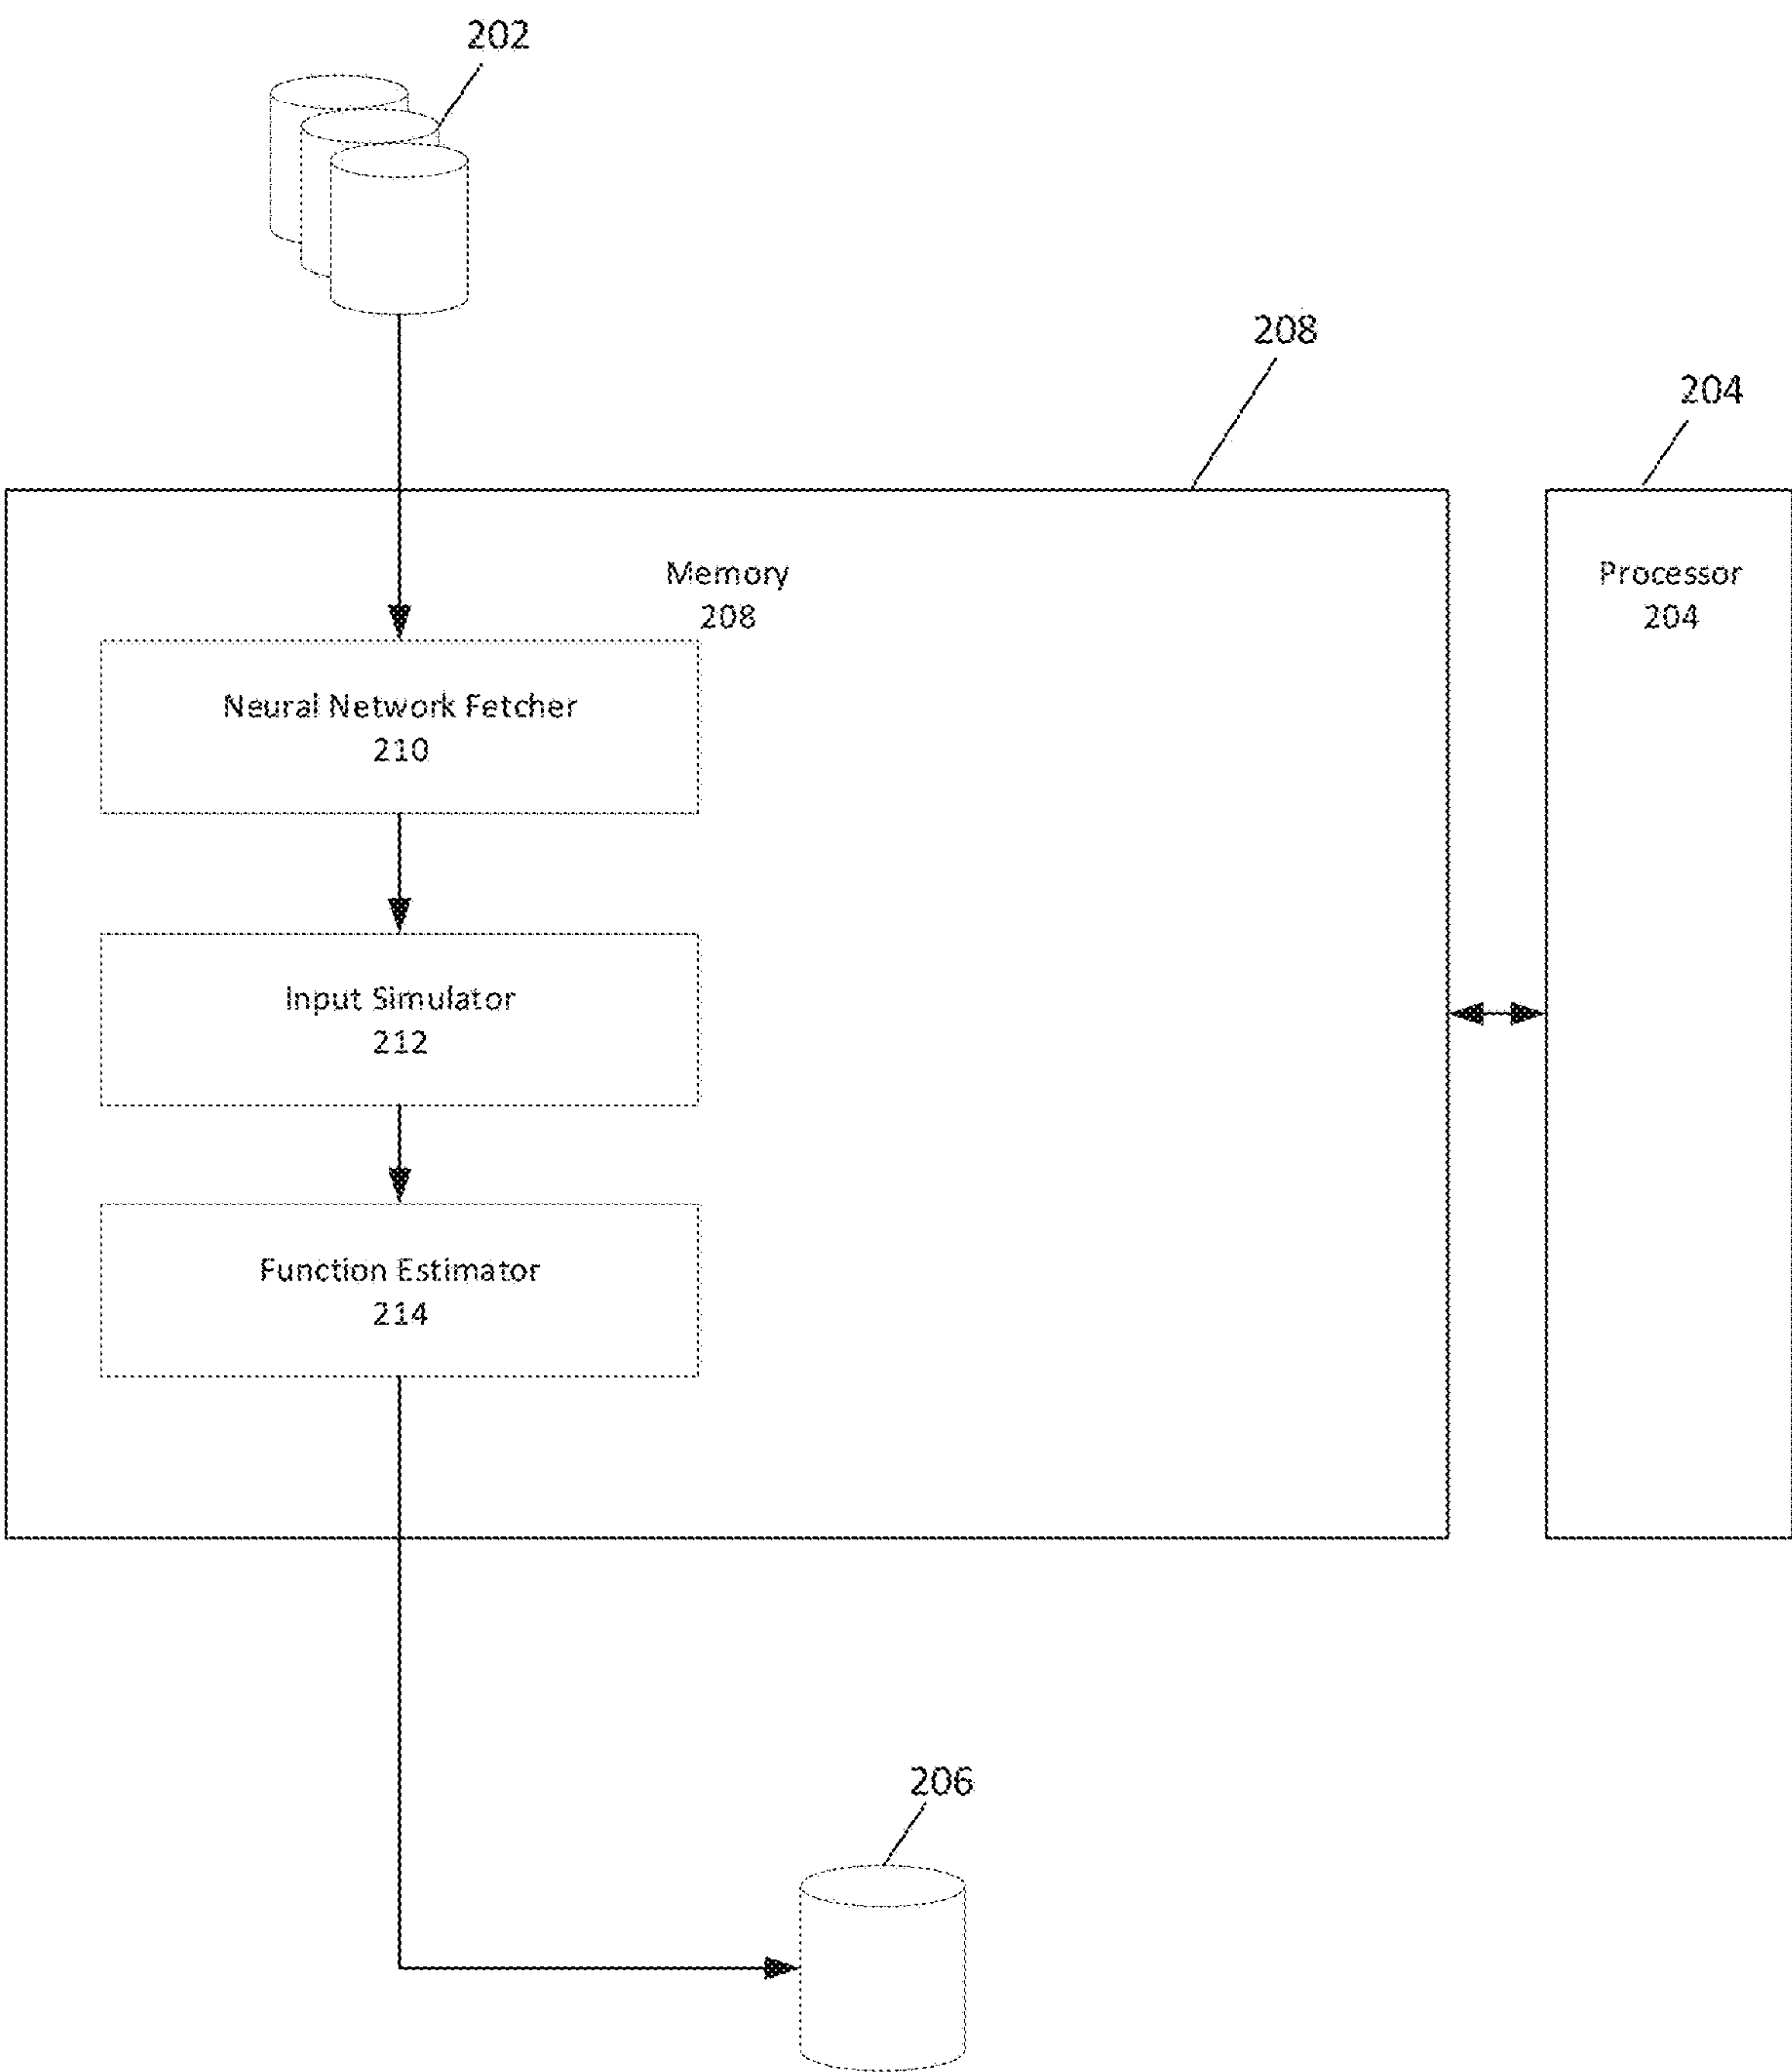 202
208
204
Memory
208
Processor
204
Neural Network Fetcher
210
Input Simulator
212
Function Estimator
214
206